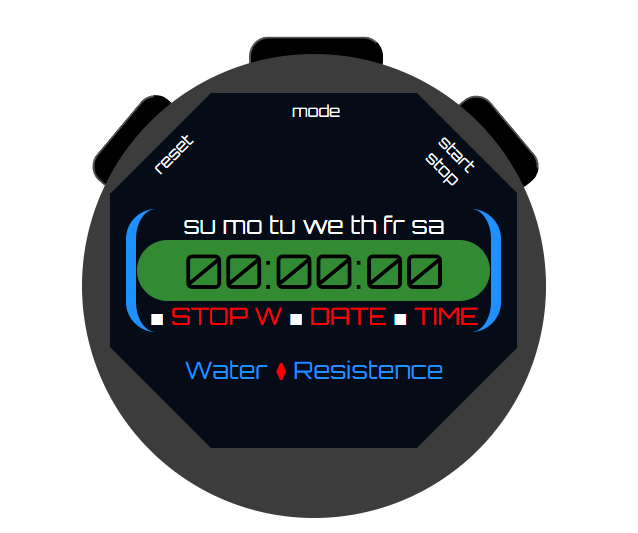 mode
reset
start
stop
su mo tu we th fr sa
00:00:00
STOP W DATE TIME
Water Resistence